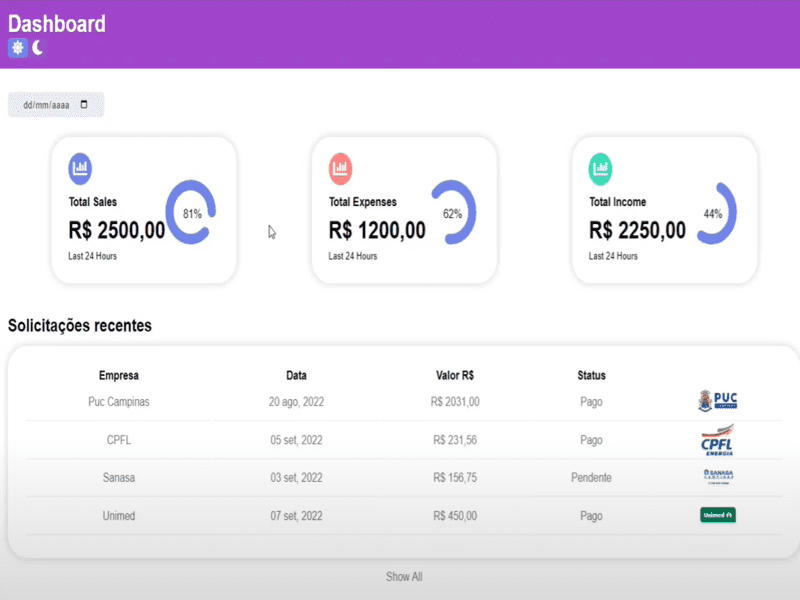 Dashboard
dd/mm/aaaa
Total Sales
R$ 2500,00
81%
Last 24 Hours
Total Expenses
R$ 1200,00
62%
Last 24 Hours
Total Income
R$ 2250,00
44%
Last 24 Hours
Solicitações recentes
Empresa Data Valor R$ Status
Puc Campinas 20 ago, 2022 R$ 2031,00 Pago PUC
CPFL 05 set, 2022 R$ 231,56 Pago CPFL ENERGIA
Sanasa 03 set, 2022 R$ 156,75 Pendente SANASA CAMPINAS
Unimed 07 set, 2022 R$ 450,00 Pago Unimed
Show All